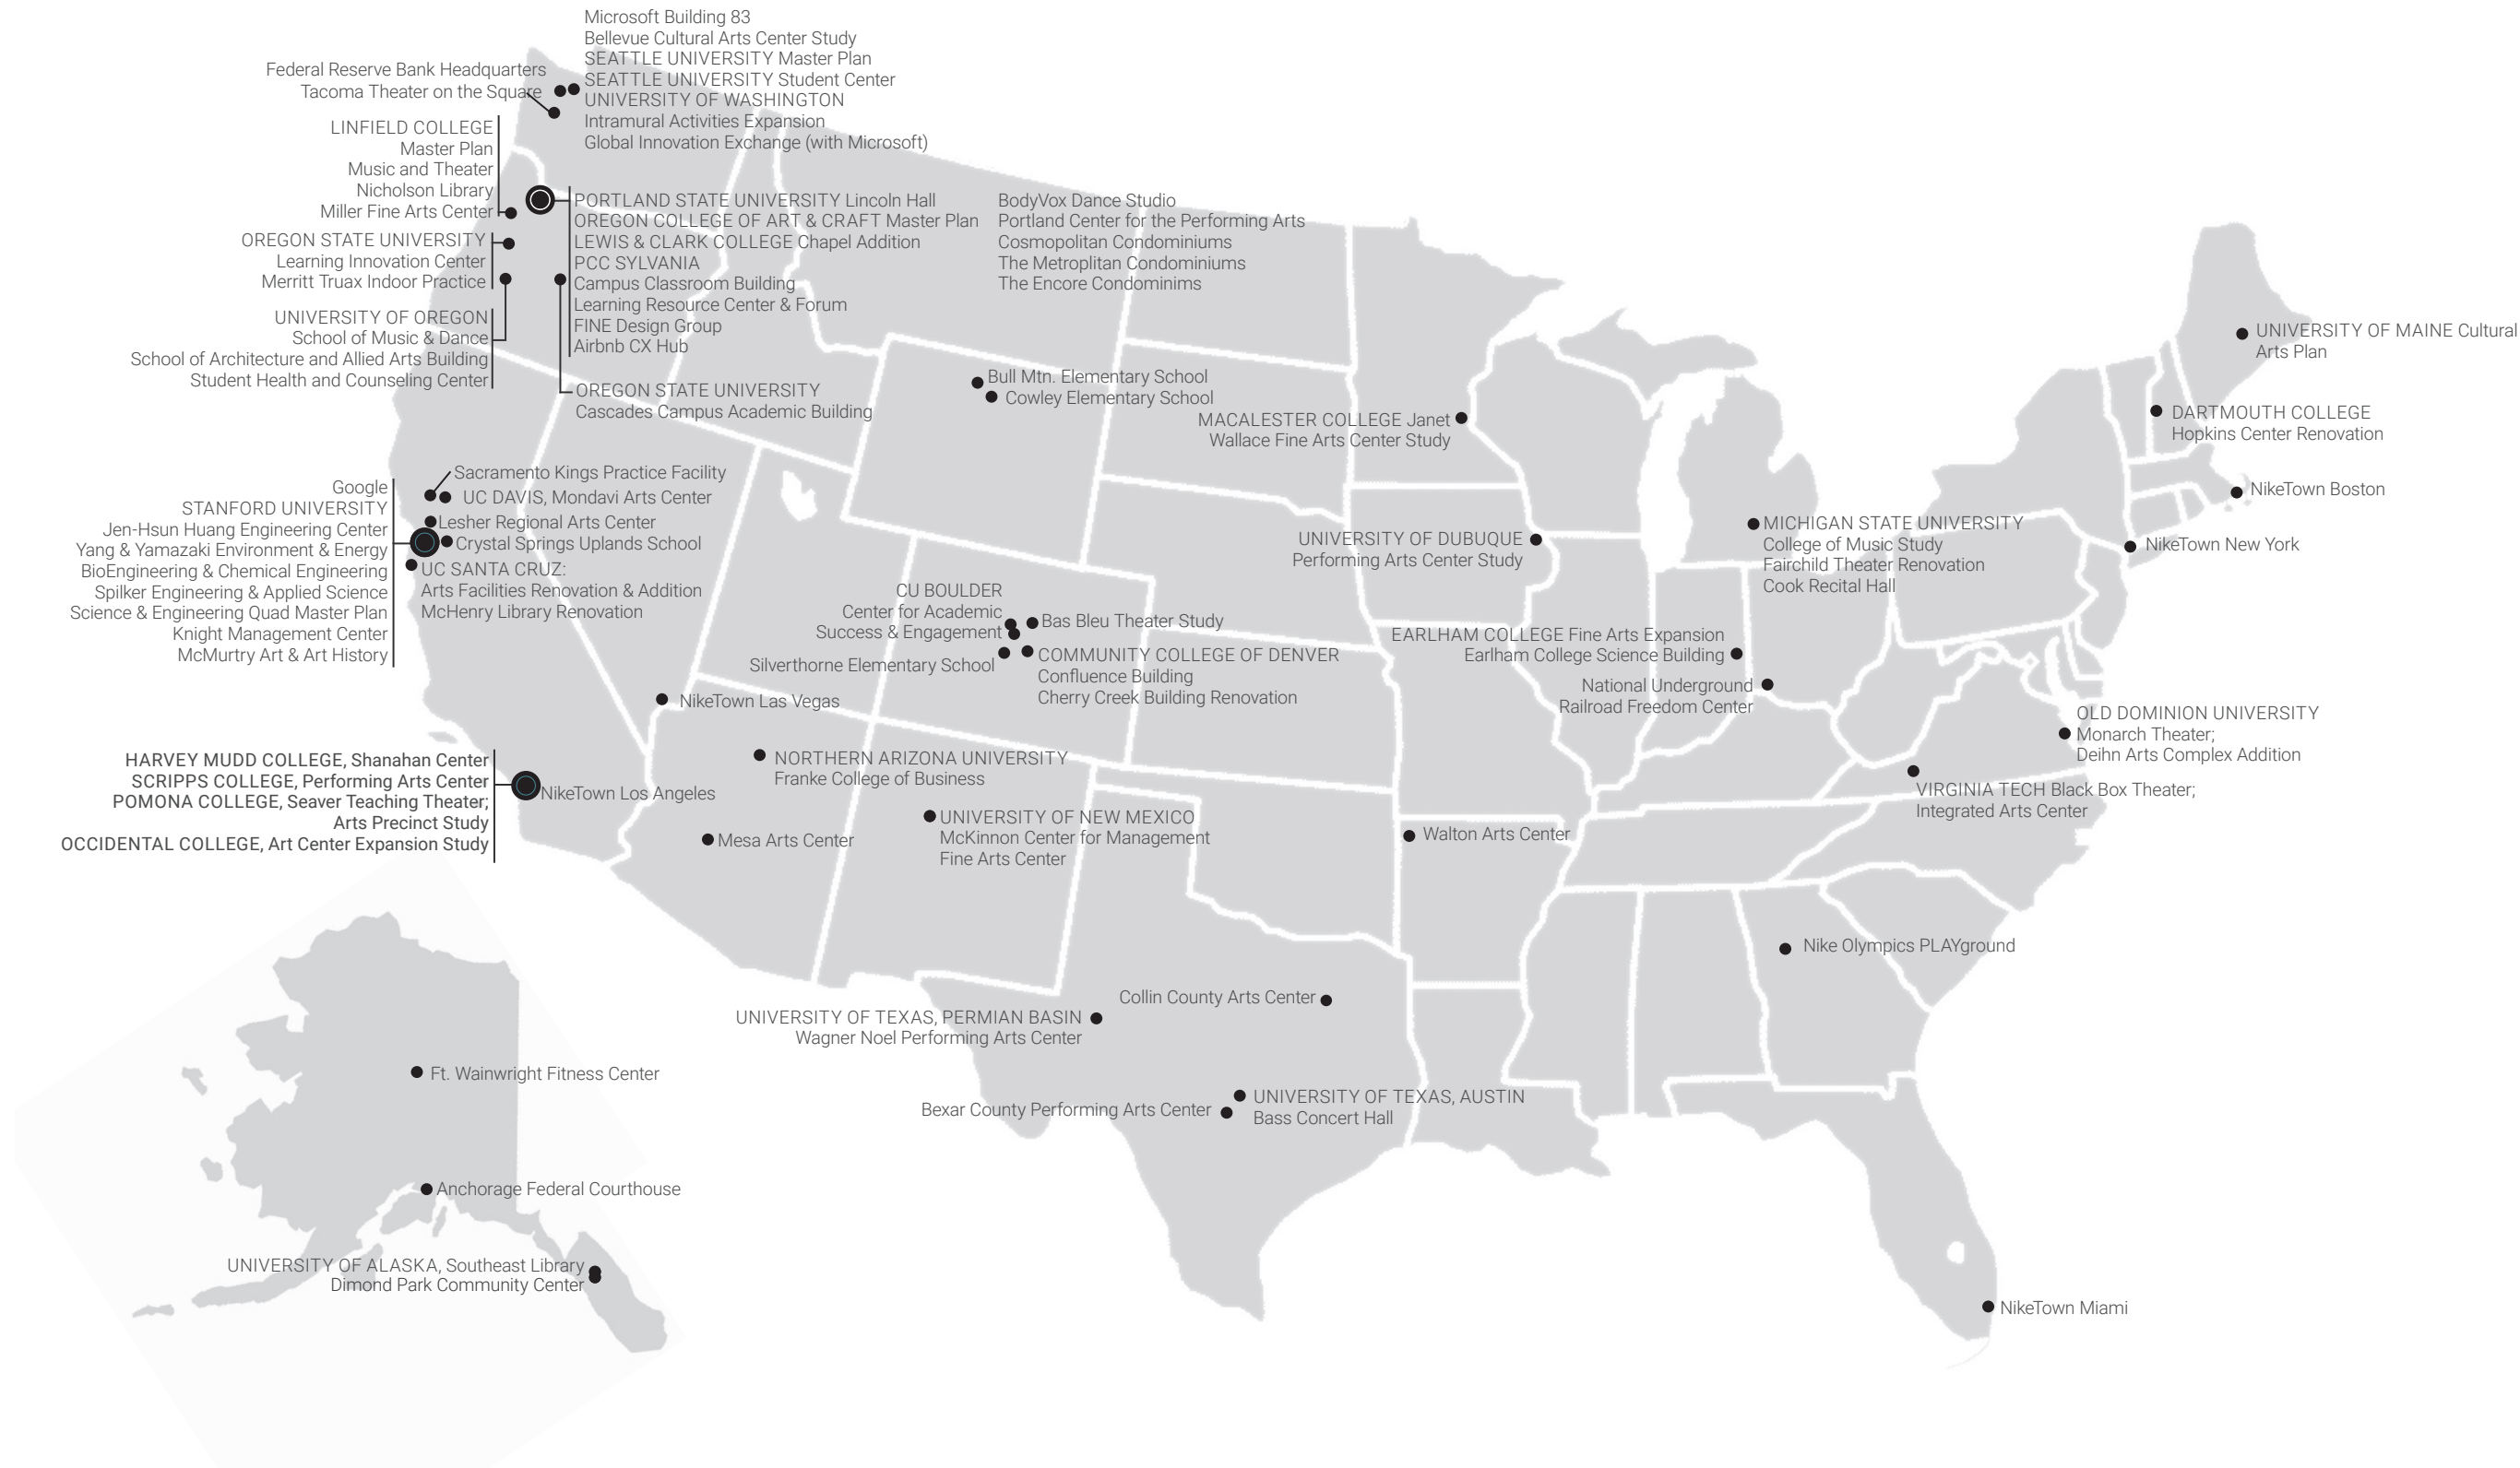 Microsoft Building 83
Bellevue Cultural Arts Center Study
SEATTLE UNIVERSITY Master Plan
SEATTLE UNIVERSITY Student Center
UNIVERSITY OF WASHINGTON
Intramural Activities Expansion
Global Innovation Exchange (with Microsoft)
Federal Reserve Bank Headquarters
Tacoma Theater on the Square
LINFIELD COLLEGE
Master Plan
Music and Theater
Nicholson Library
Miller Fine Arts Center
OREGON STATE UNIVERSITY
Learning Innovation Center
Merritt Truax Indoor Practice
UNIVERSITY OF OREGON
School of Music & Dance
School of Architecture and Allied Arts Building
Student Health and Counseling Center
PORTLAND STATE UNIVERSITY Lincoln Hall
OREGON COLLEGE OF ART & CRAFT Master Plan
LEWIS & CLARK COLLEGE Chapel Addition
PCC SYLVANIA
Campus Classroom Building
Learning Resource Center & Forum
FINE Design Group
Airbnb CX Hub
BodyVox Dance Studio
Portland Center for the Performing Arts
Cosmopolitan Condominiums
The Metroplitan Condominiums
The Encore Condominims
OREGON STATE UNIVERSITY
Cascades Campus Academic Building
Bull Mtn. Elementary School
Cowley Elementary School
MACALESTER COLLEGE Janet
Wallace Fine Arts Center Study
UNIVERSITY OF MAINE Cultural
Arts Plan
DARTMOUTH COLLEGE
Hopkins Center Renovation
NikeTown Boston
NikeTown New York
MICHIGAN STATE UNIVERSITY
College of Music Study
Fairchild Theater Renovation
Cook Recital Hall
UNIVERSITY OF DUBUQUE
Performing Arts Center Study
Sacramento Kings Practice Facility
UC DAVIS, Mondavi Arts Center
Lesher Regional Arts Center
Crystal Springs Uplands School
UC SANTA CRUZ:
Arts Facilities Renovation & Addition
McHenry Library Renovation
Google
STANFORD UNIVERSITY
Jen-Hsun Huang Engineering Center
Yang & Yamazaki Environment & Energy
BioEngineering & Chemical Engineering
Spilker Engineering & Applied Science
Science & Engineering Quad Master Plan
Knight Management Center
McMurtry Art & Art History
CU BOULDER
Center for Academic
Success & Engagement
Silverthorne Elementary School
Bas Bleu Theater Study
COMMUNITY COLLEGE OF DENVER
Confluence Building
Cherry Creek Building Renovation
EARLHAM COLLEGE Fine Arts Expansion
Earlham College Science Building
National Underground
Railroad Freedom Center
OLD DOMINION UNIVERSITY
Monarch Theater;
Deihn Arts Complex Addition
VIRGINIA TECH Black Box Theater;
Integrated Arts Center
NikeTown Las Vegas
HARVEY MUDD COLLEGE, Shanahan Center
SCRIPPS COLLEGE, Performing Arts Center
POMONA COLLEGE, Seaver Teaching Theater;
Arts Precinct Study
OCCIDENTAL COLLEGE, Art Center Expansion Study
NikeTown Los Angeles
NORTHERN ARIZONA UNIVERSITY
Franke College of Business
Mesa Arts Center
UNIVERSITY OF NEW MEXICO
McKinnon Center for Management
Fine Arts Center
Walton Arts Center
Nike Olympics PLAYground
Collin County Arts Center
UNIVERSITY OF TEXAS, PERMIAN BASIN
Wagner Noel Performing Arts Center
UNIVERSITY OF TEXAS, AUSTIN
Bass Concert Hall
Bexar County Performing Arts Center
Ft. Wainwright Fitness Center
Anchorage Federal Courthouse
UNIVERSITY OF ALASKA, Southeast Library
Dimond Park Community Center
NikeTown Miami